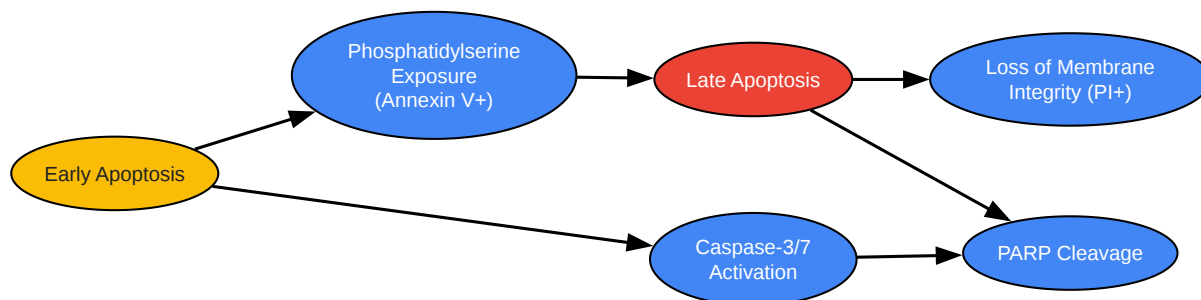 Early Apoptosis
Phosphatidylserine
Exposure
(Annexin V+)
Late Apoptosis
Loss of Membrane
Integrity (PI+)
Caspase-3/7
Activation
PARP Cleavage